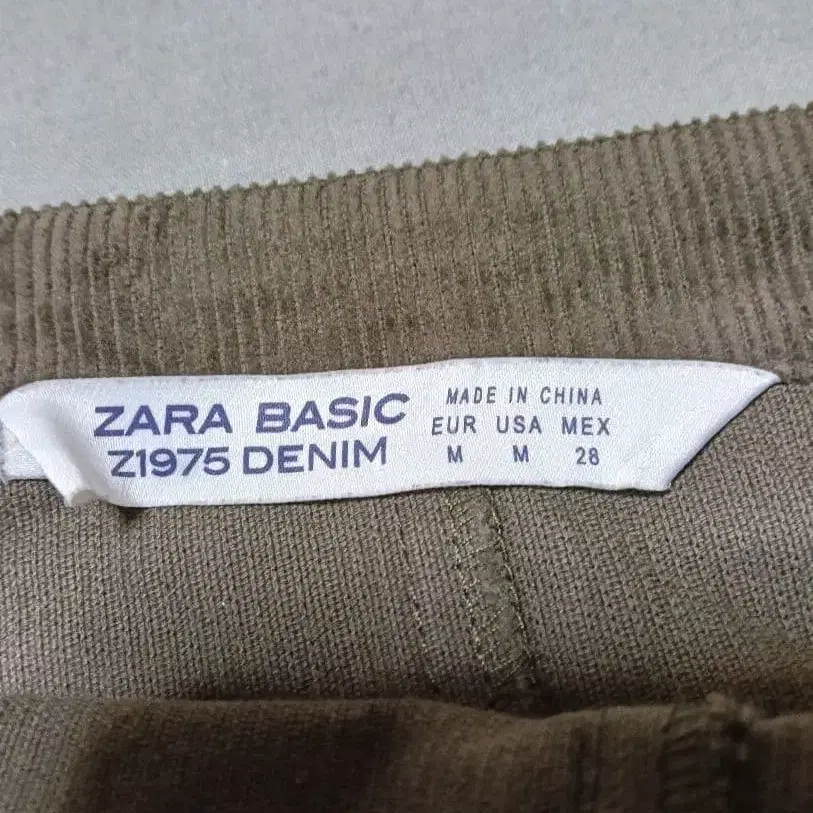 ZARA BASIC
Z1975 DENIM
MADE IN CHINA
EUR USA MEX
M M 28